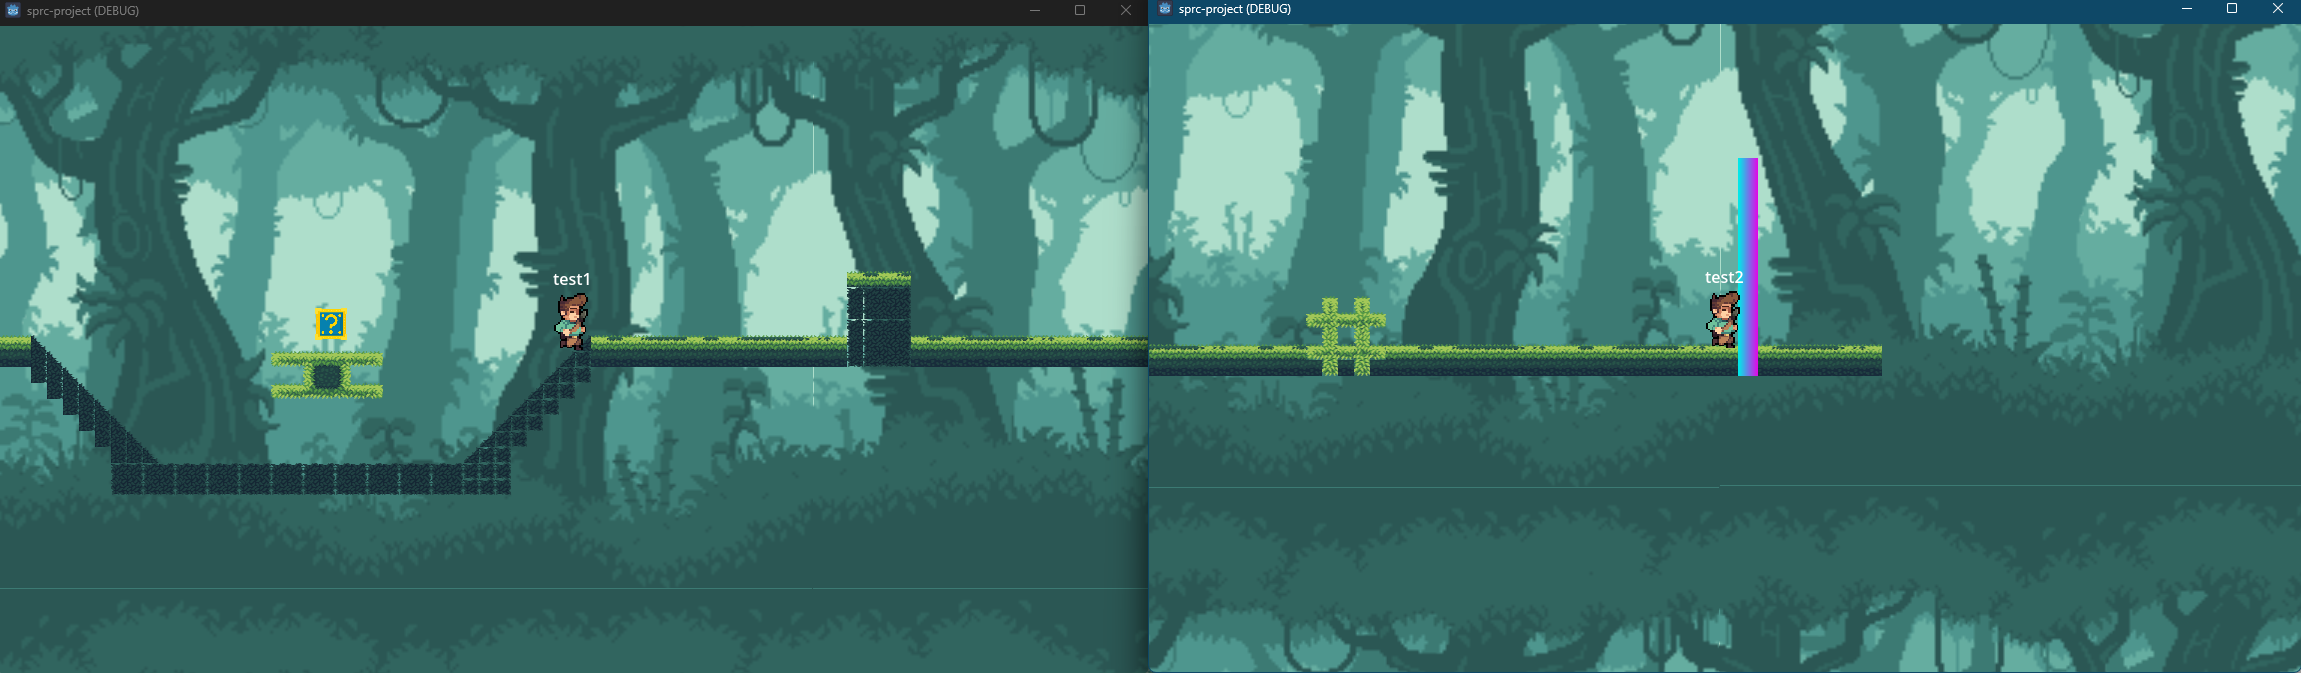 sprc-project (DEBUG)
sprc-project (DEBUG)
test1
?
test2